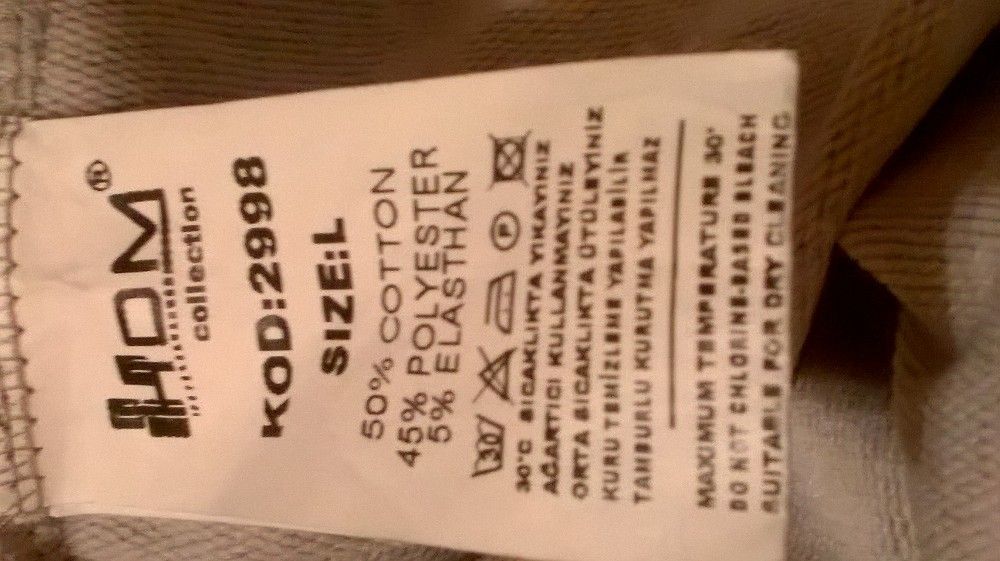 HDM®
collection
KOD:2998
SIZE:L
50% COTTON
45% POLYESTER
5% ELASTHAN
30 P
30°C SICAKLIKTA YIKAYINIZ
AĞARTICI KULLANMAYINIZ
ORTA SICAKLIKTA ÜTÜLEYİNİZ
KURU TEMİZLEME YAPILABİLİR
TAMBURLU KURUTMA YAPILMAZ
MAXIMUM TEMPERATURE 30°
DO NOT CHLORINE-BASED BLEACH
SUITABLE FOR DRY CLEANING